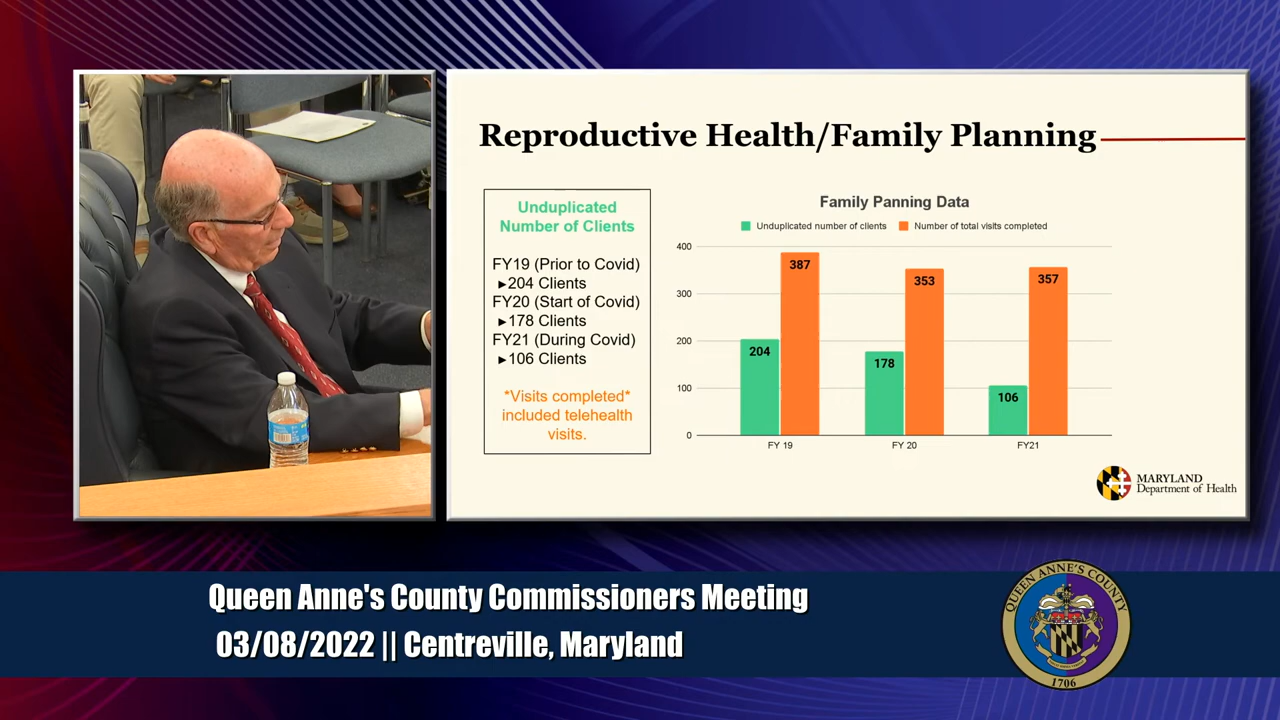 Reproductive Health/Family Planning
Unduplicated
Number of Clients
FY19 (Prior to Covid)
►204 Clients
FY20 (Start of Covid)
►178 Clients
FY21 (During Covid)
►106 Clients
*Visits completed*
included telehealth
visits.
Family Panning Data
Unduplicated number of clients
Number of total visits completed
400
300
200
100
0
204
387
178
353
106
357
FY 19
FY 20
FY21
MARYLAND
Department of Health
Queen Anne's County Commissioners Meeting
03/08/2022 || Centreville, Maryland
QUEEN ANNE'S COUNTY
1706